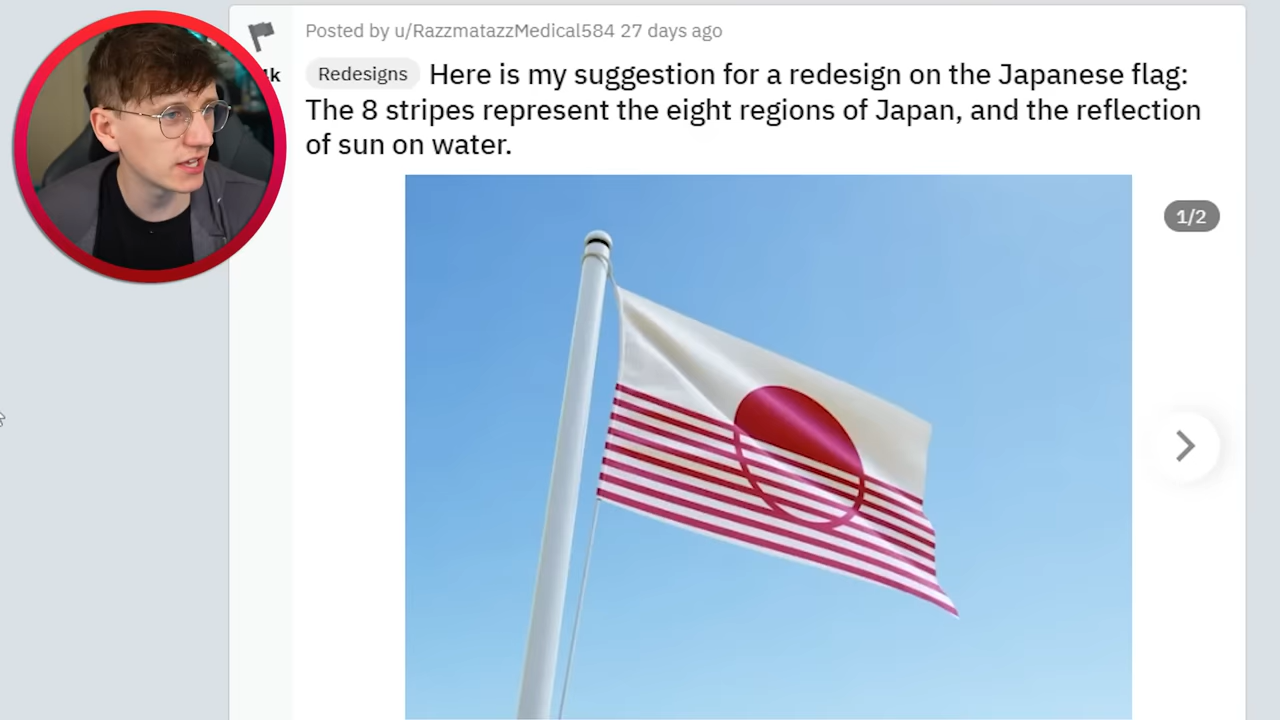 Posted by u/RazzmatazzMedical584 27 days ago
Redesigns Here is my suggestion for a redesign on the Japanese flag:
The 8 stripes represent the eight regions of Japan, and the reflection
of sun on water.
1/2